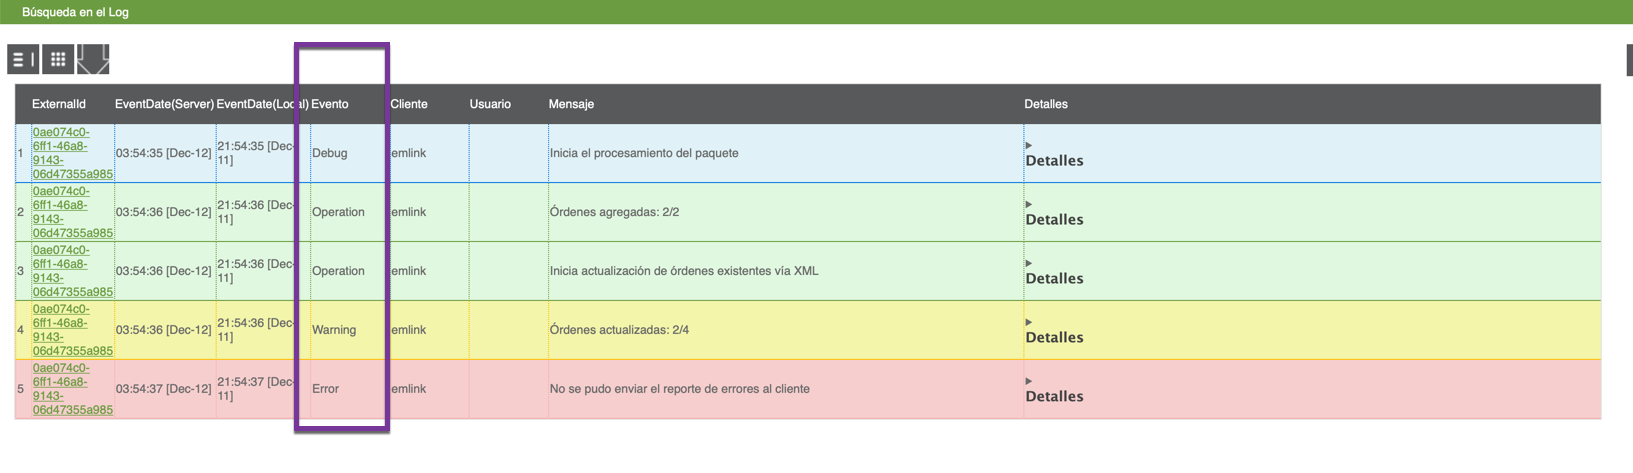 Búsqueda en el Log
ExternalId EventDate(Server) EventDate(Local) Evento Cliente Usuario Mensaje Detalles
1 0ae074c0-6ff1-46a8-9143-06d47355a985 03:54:35 [Dec-12] 21:54:35 [Dec-11] Debug emlink Inicia el procesamiento del paquete Detalles
2 0ae074c0-6ff1-46a8-9143-06d47355a985 03:54:36 [Dec-12] 21:54:36 [Dec-11] Operation emlink Órdenes agregadas: 2/2 Detalles
3 0ae074c0-6ff1-46a8-9143-06d47355a985 03:54:36 [Dec-12] 21:54:36 [Dec-11] Operation emlink Inicia actualización de órdenes existentes vía XML Detalles
4 0ae074c0-6ff1-46a8-9143-06d47355a985 03:54:36 [Dec-12] 21:54:36 [Dec-11] Warning emlink Órdenes actualizadas: 2/4 Detalles
5 0ae074c0-6ff1-46a8-9143-06d47355a985 03:54:37 [Dec-12] 21:54:37 [Dec-11] Error emlink No se pudo enviar el reporte de errores al cliente Detalles